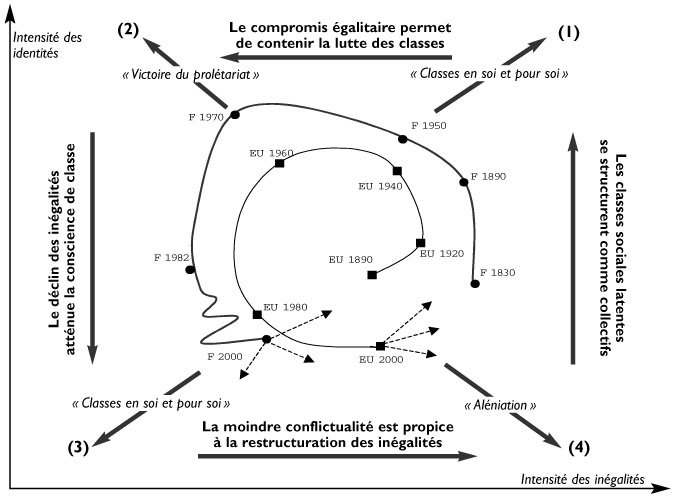 Intensité des
identités
(2)
Le compromis égalitaire permet
de contenir la lutte des classes
(1)
« Victoire du prolétariat »
« Classes en soi et pour soi »
F 1970
F 1950
EU 1960
EU 1940
F 1890
Le déclin des inégalités
atténue la conscience de classe
Les classes sociales latentes
se structurent comme collectifs
F 1982
EU 1890
EU 1920
F 1830
EU 1980
F 2000
EU 2000
« Classes en soi et pour soi »
« Aléniation »
(3)
La moindre conflictualité est propice
à la restructuration des inégalités
(4)
Intensité des inégalités